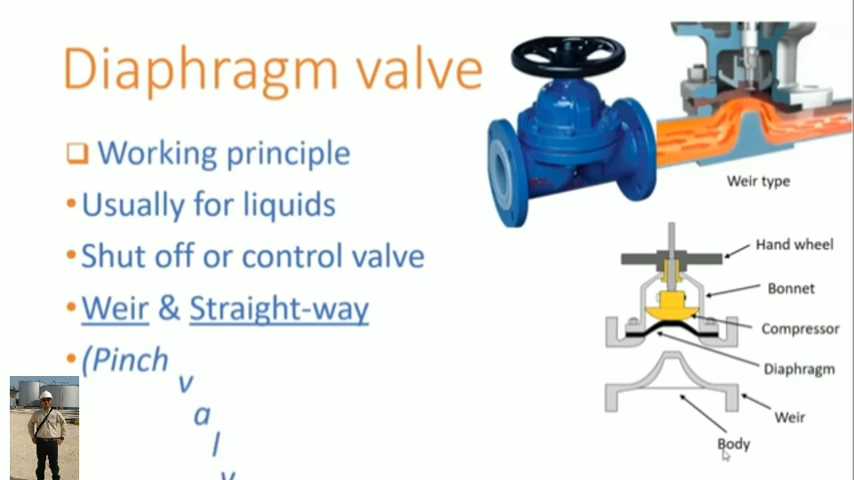 Diaphragm valve
Working principle
Usually for liquids
Shut off or control valve
Weir & Straight-way
(Pinch
v
a
l
v
Weir type
Hand wheel
Bonnet
Compressor
Diaphragm
Weir
Body